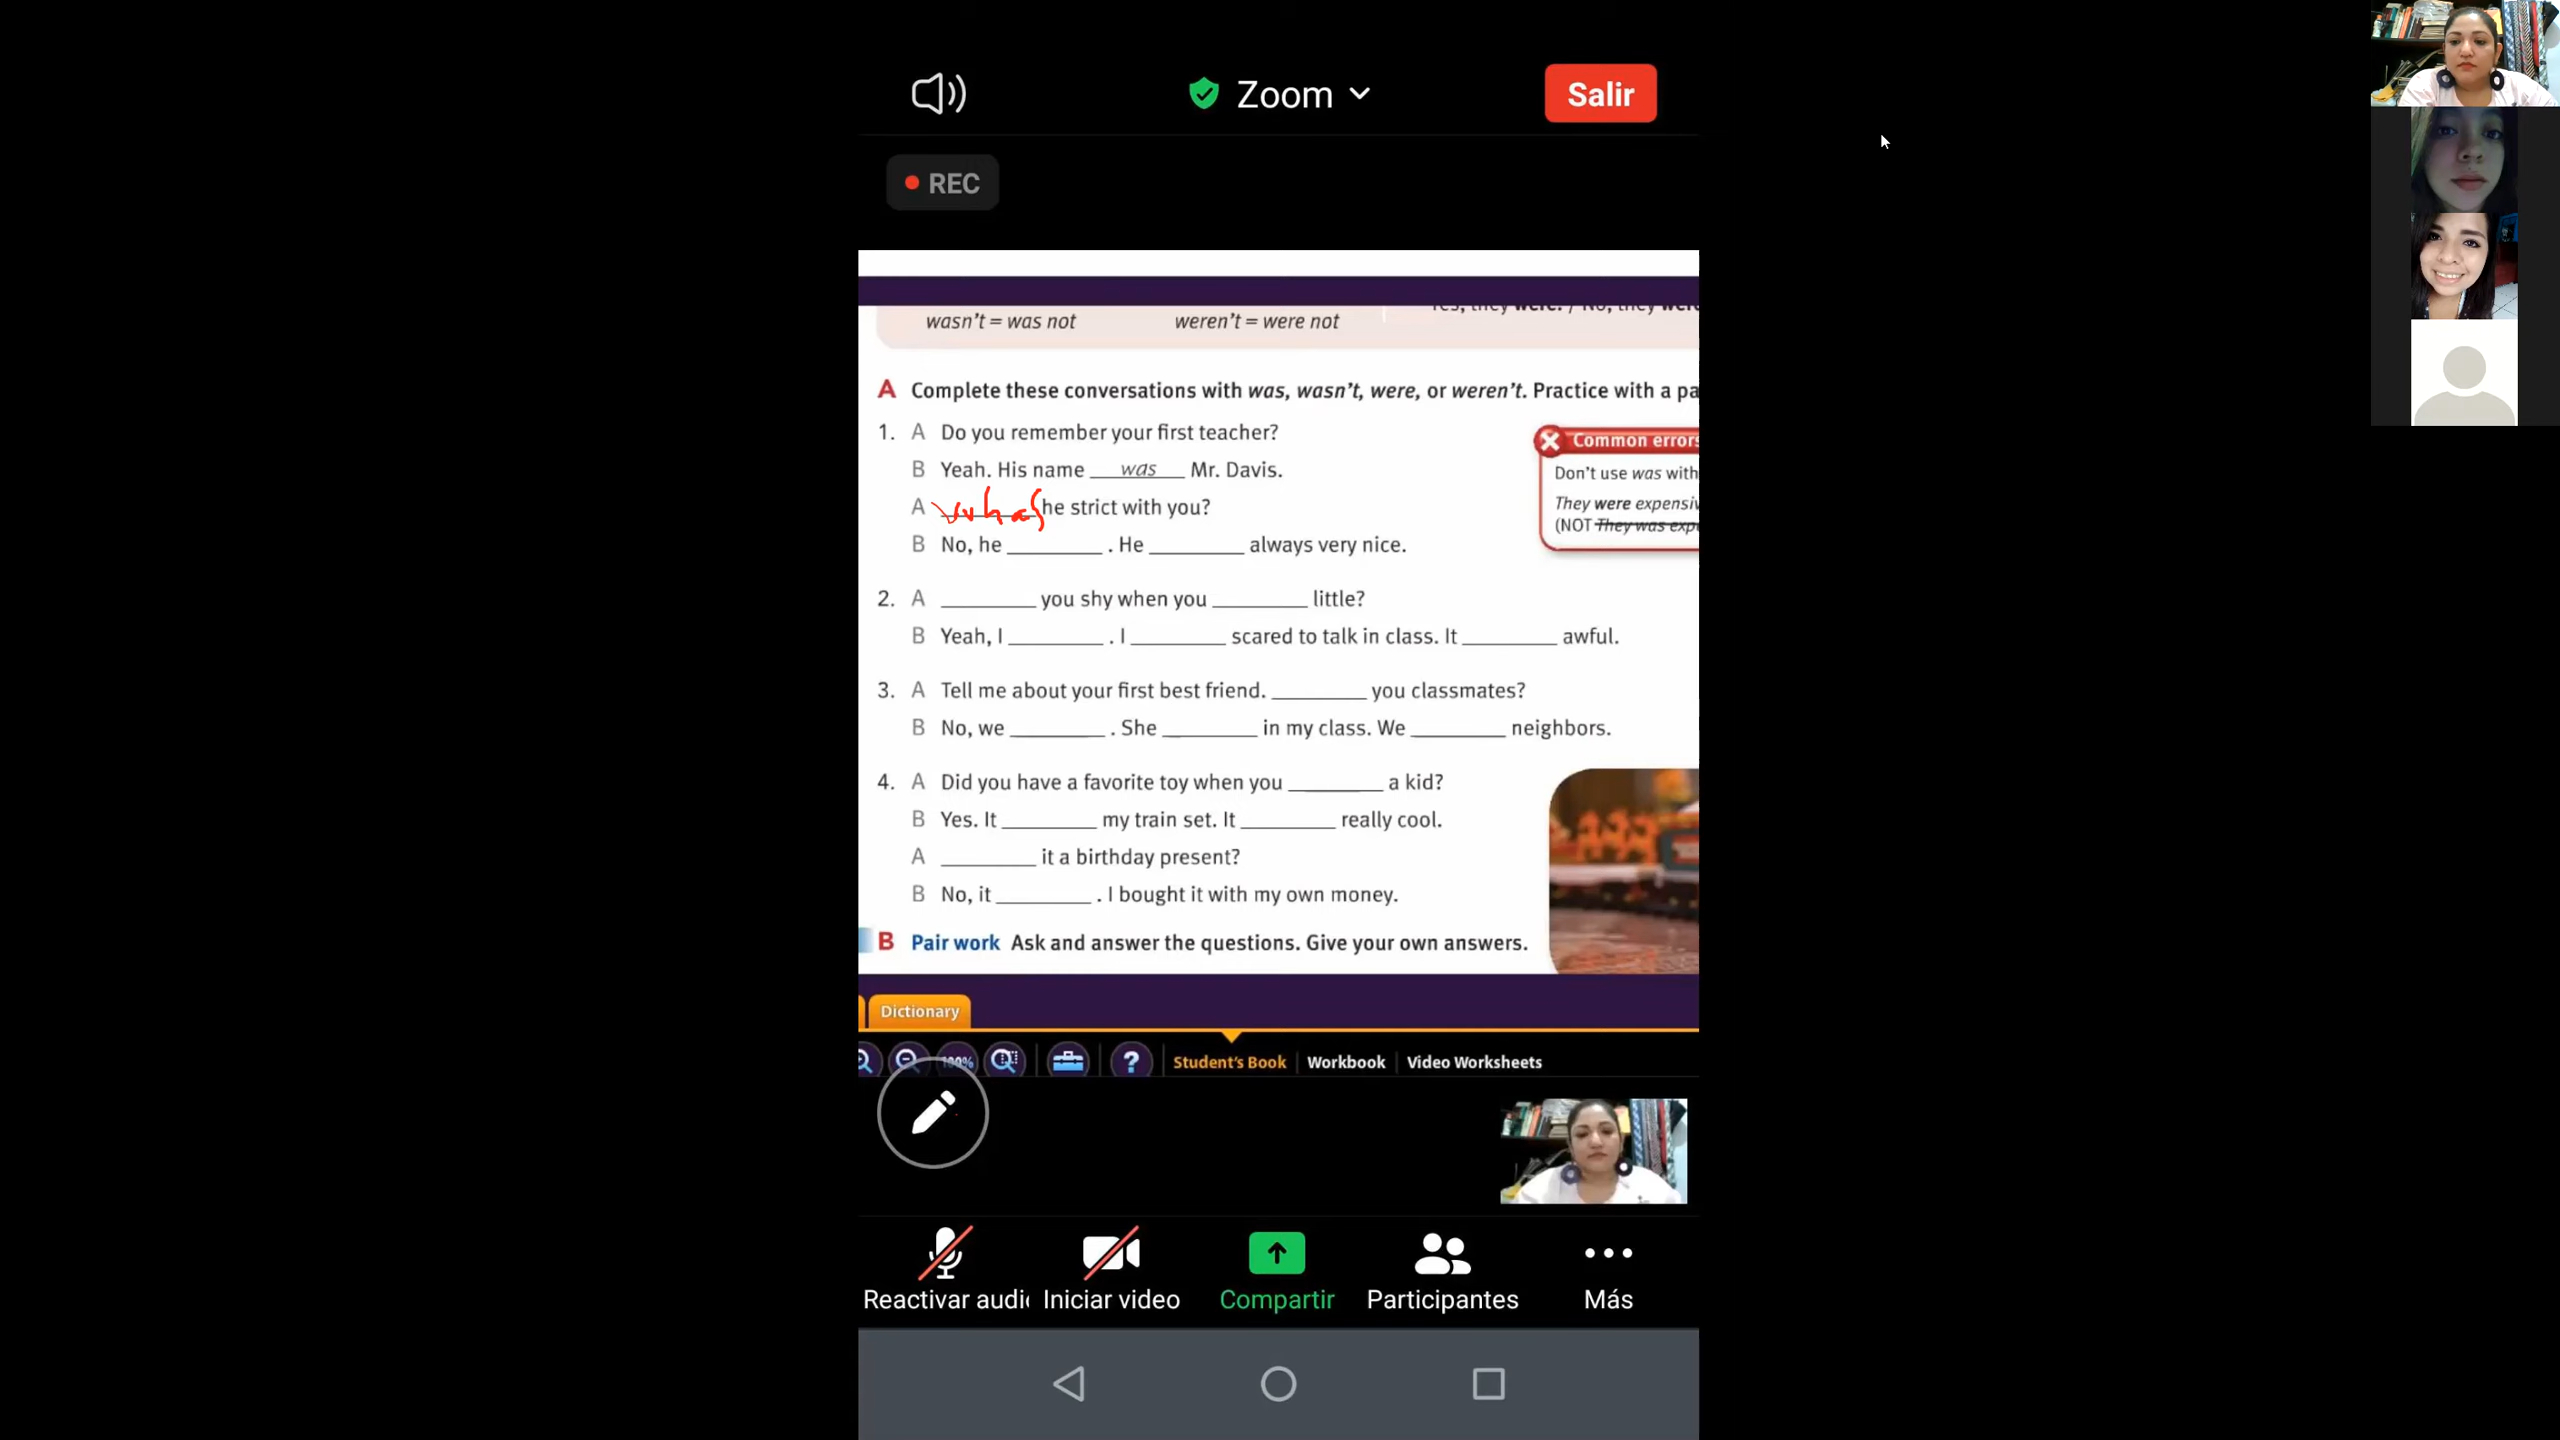 Zoom
Salir
REC
wasn't = was not weren't = were not Yes, they were. / No, they were
A Complete these conversations with was, wasn't, were, or weren't. Practice with a pa
1. A Do you remember your first teacher?
B Yeah. His name was Mr. Davis.
A whas he strict with you?
B No, he ________ . He ________ always very nice.
Common errors
Don't use was with
They were expensiv
(NOT They was exp
2. A ________ you shy when you ________ little?
B Yeah, I ________ . I ________ scared to talk in class. It ________ awful.
3. A Tell me about your first best friend. ________ you classmates?
B No, we ________ . She ________ in my class. We ________ neighbors.
4. A Did you have a favorite toy when you ________ a kid?
B Yes. It ________ my train set. It ________ really cool.
A ________ it a birthday present?
B No, it ________ . I bought it with my own money.
B Pair work Ask and answer the questions. Give your own answers.
Dictionary
100% ? Student's Book Workbook Video Worksheets
Reactivar audi Iniciar video Compartir Participantes Más